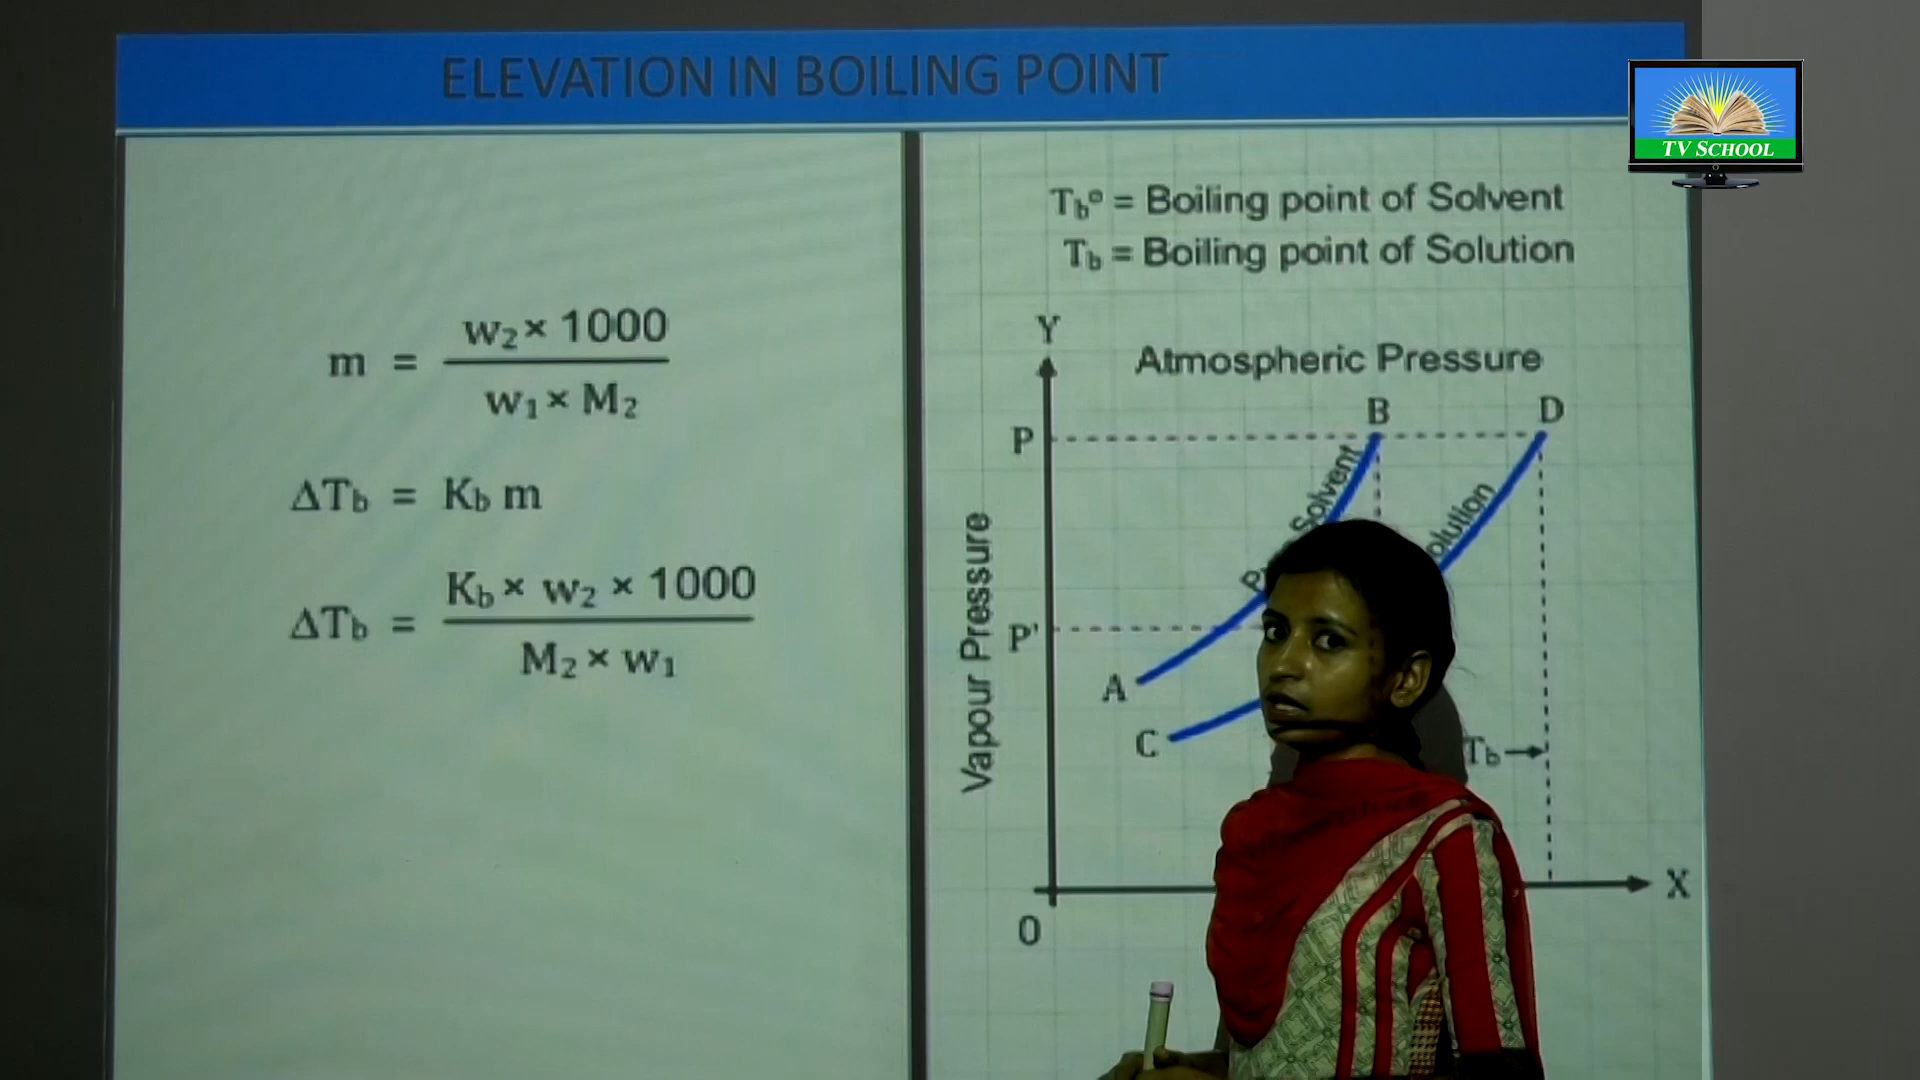 ELEVATION IN BOILING POINT
TV SCHOOL
m = w₂ × 1000
w₁ × M₂
ΔTb = Kb m
ΔTb = Kb × w₂ × 1000
M₂ × w₁
Tb° = Boiling point of Solvent
Tb = Boiling point of Solution
Y
Atmospheric Pressure
B D
P
Solvent
P'
Vapour Pressure
A
C
Tb
X
O